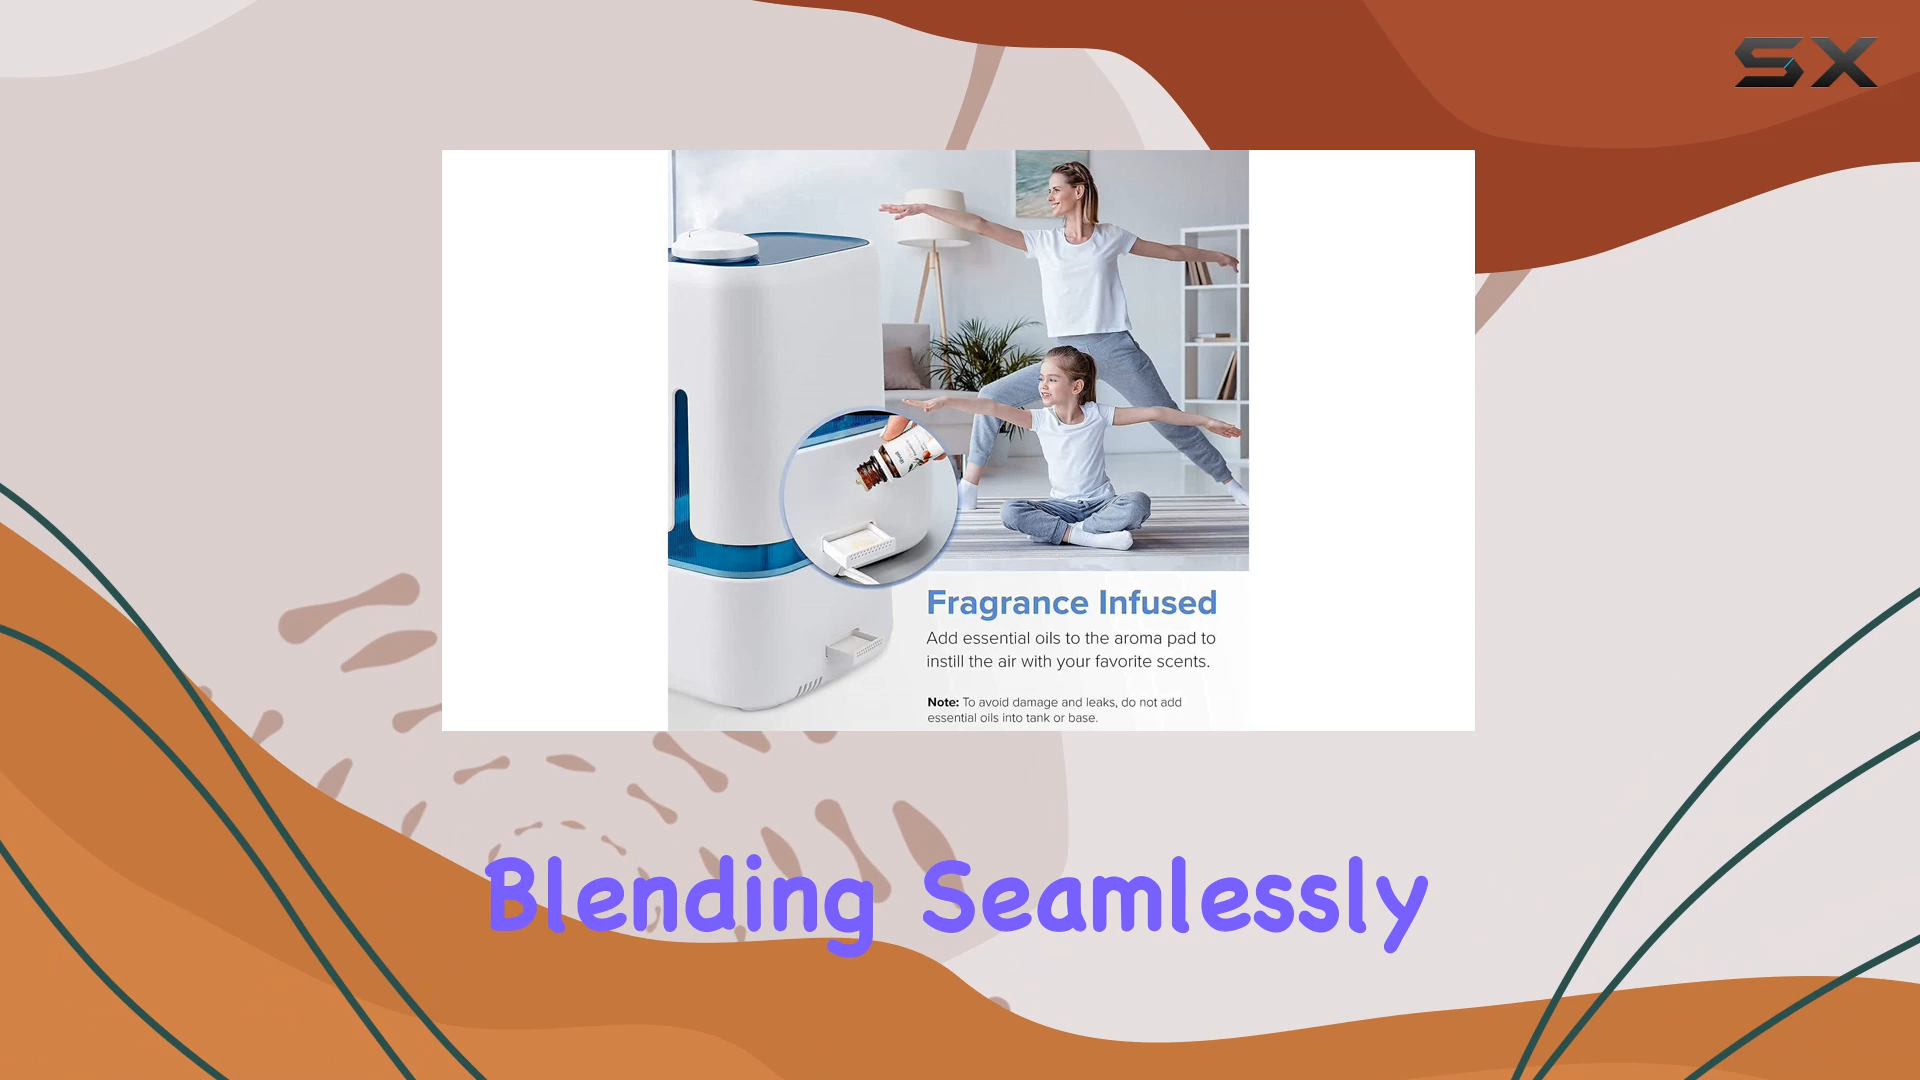 SX
Fragrance Infused
Add essential oils to the aroma pad to
instill the air with your favorite scents.
Note: To avoid damage and leaks, do not add
essential oils into tank or base.
Blending Seamlessly